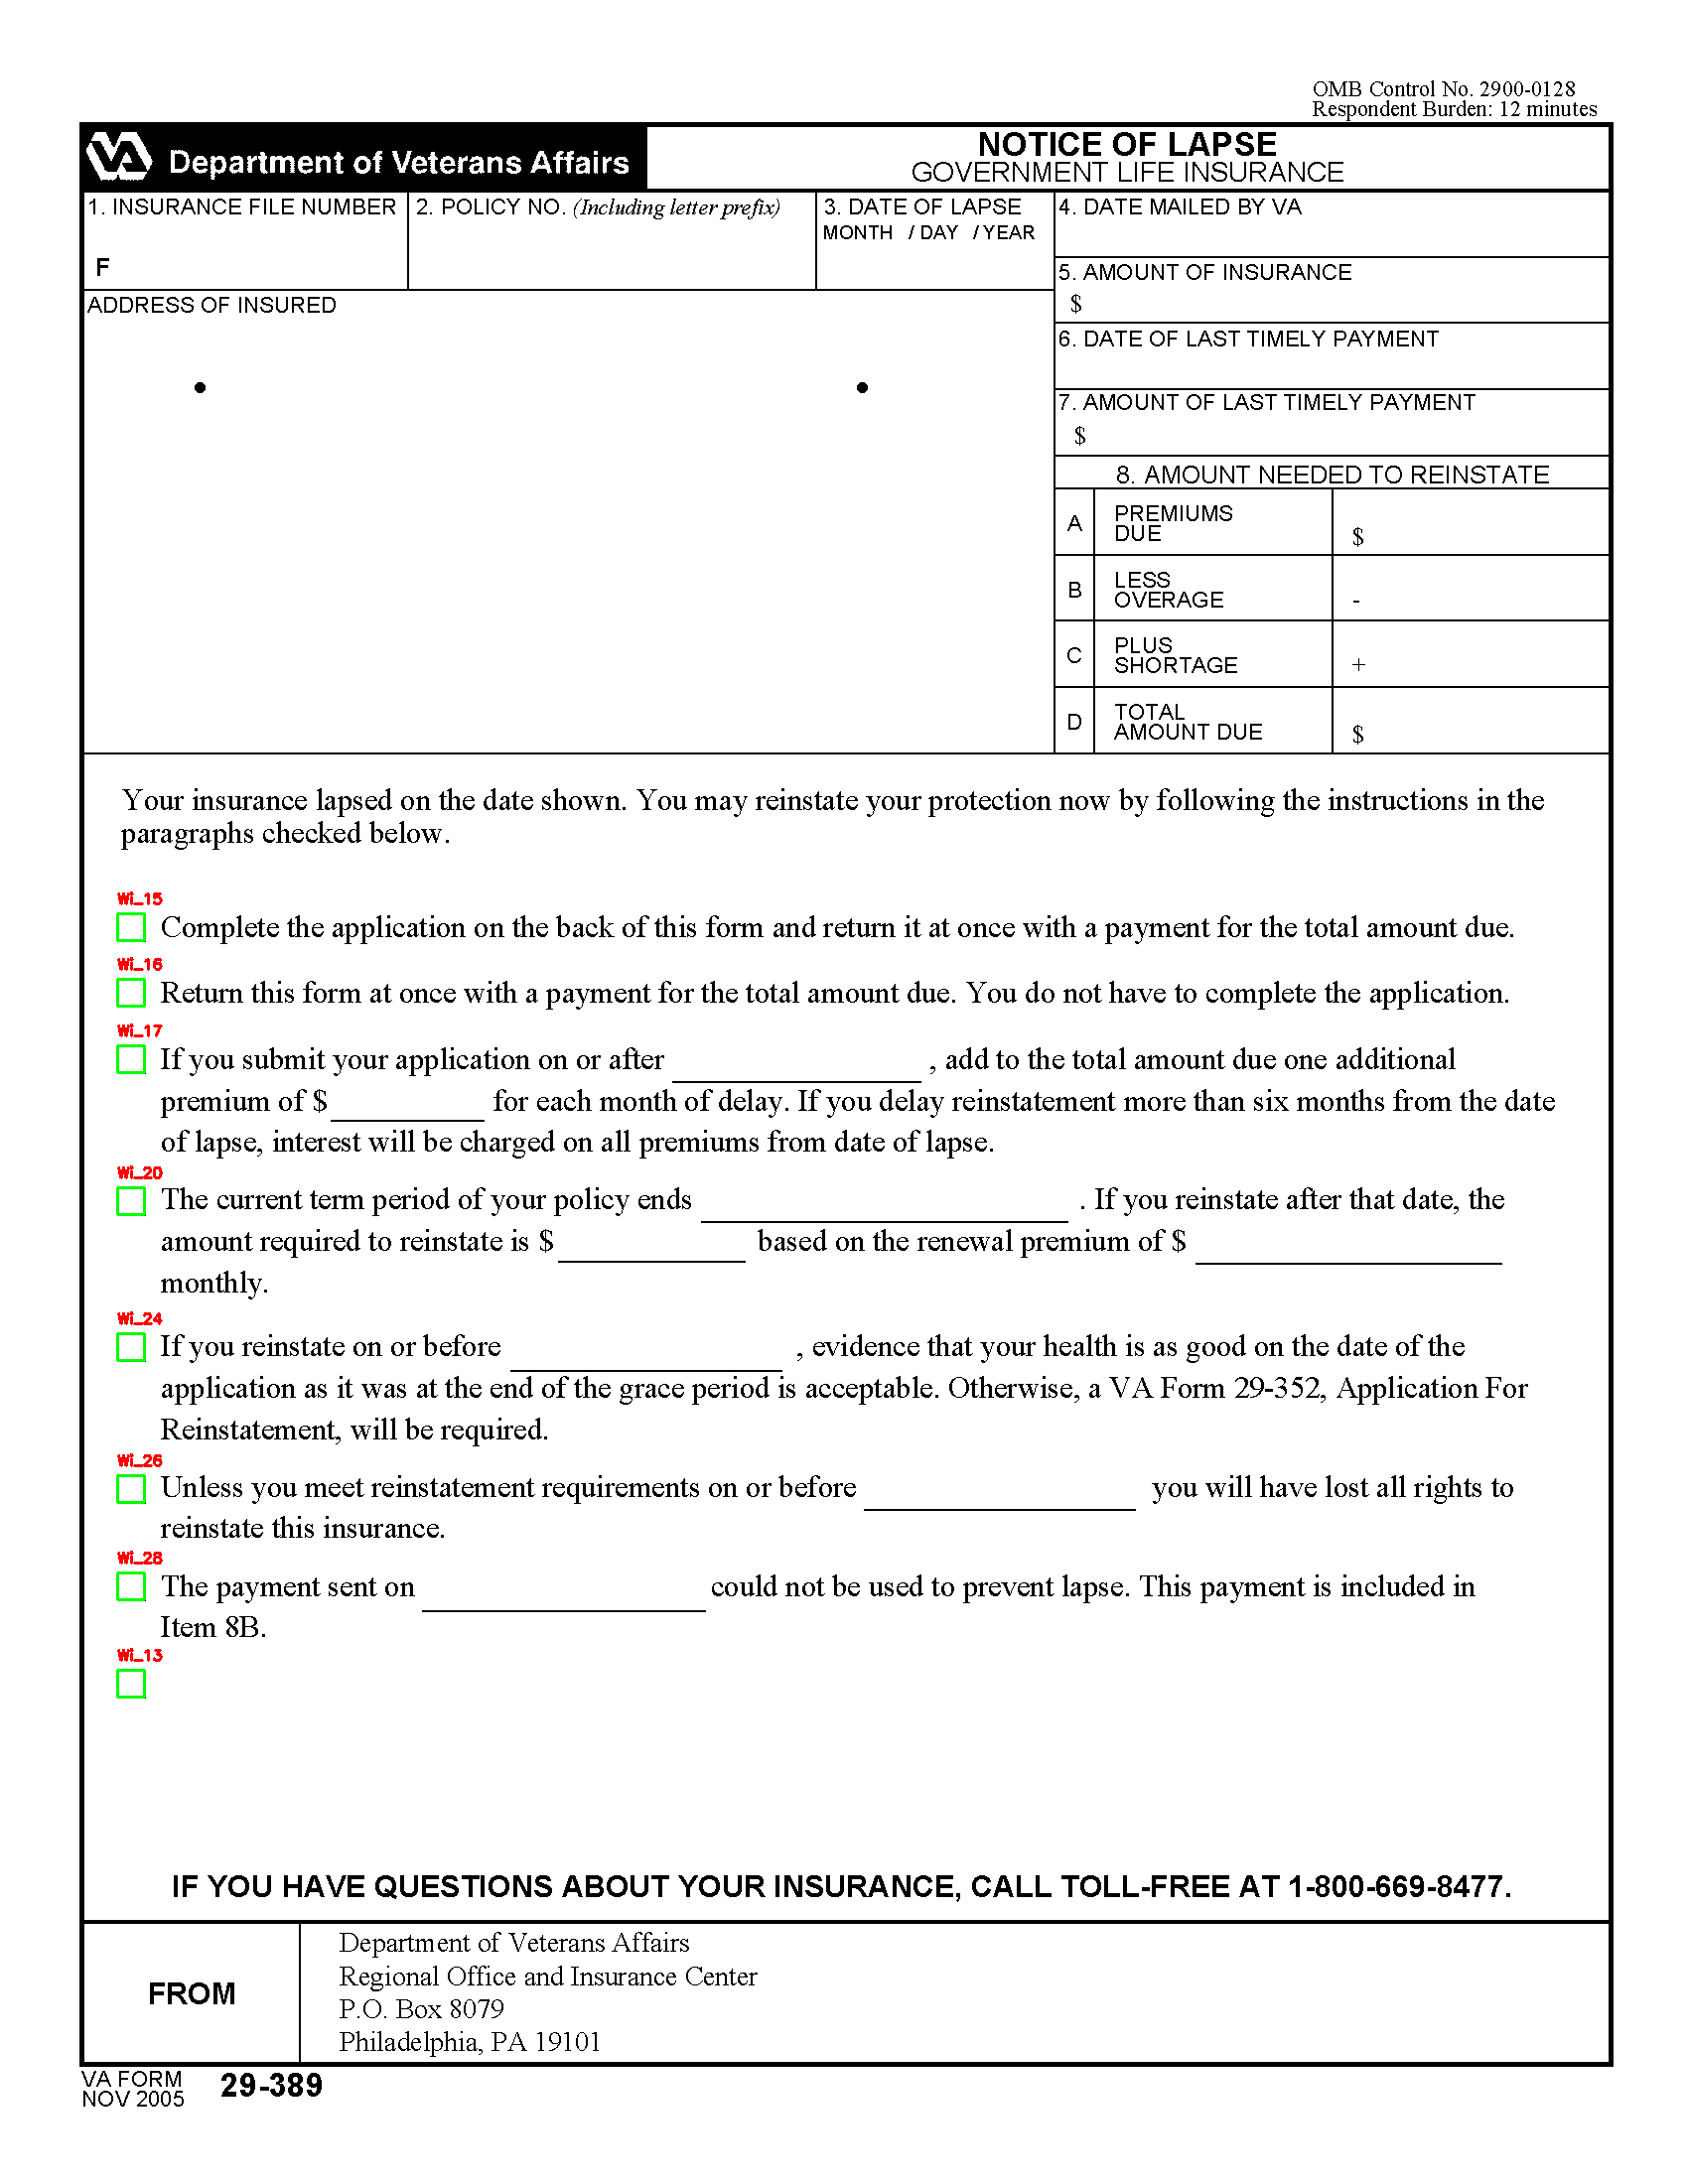 OMB Control No. 2900-0128
Respondent Burden: 12 minutes
VA Department of Veterans Affairs
NOTICE OF LAPSE
GOVERNMENT LIFE INSURANCE
1. INSURANCE FILE NUMBER
F
2. POLICY NO. (Including letter prefix)
3. DATE OF LAPSE
MONTH / DAY / YEAR
4. DATE MAILED BY VA
5. AMOUNT OF INSURANCE
$
6. DATE OF LAST TIMELY PAYMENT
7. AMOUNT OF LAST TIMELY PAYMENT
$
ADDRESS OF INSURED
8. AMOUNT NEEDED TO REINSTATE
A PREMIUMS
DUE $
B LESS
OVERAGE -
C PLUS
SHORTAGE +
D TOTAL
AMOUNT DUE $
Your insurance lapsed on the date shown. You may reinstate your protection now by following the instructions in the
paragraphs checked below.
Wi_15
Complete the application on the back of this form and return it at once with a payment for the total amount due.
Wi_16
Return this form at once with a payment for the total amount due. You do not have to complete the application.
Wi_17
If you submit your application on or after , add to the total amount due one additional
premium of $ for each month of delay. If you delay reinstatement more than six months from the date
of lapse, interest will be charged on all premiums from date of lapse.
Wi_20
The current term period of your policy ends . If you reinstate after that date, the
amount required to reinstate is $ based on the renewal premium of $
monthly.
Wi_24
If you reinstate on or before , evidence that your health is as good on the date of the
application as it was at the end of the grace period is acceptable. Otherwise, a VA Form 29-352, Application For
Reinstatement, will be required.
Wi_26
Unless you meet reinstatement requirements on or before you will have lost all rights to
reinstate this insurance.
Wi_28
The payment sent on could not be used to prevent lapse. This payment is included in
Item 8B.
Wi_13
IF YOU HAVE QUESTIONS ABOUT YOUR INSURANCE, CALL TOLL-FREE AT 1-800-669-8477.
FROM
Department of Veterans Affairs
Regional Office and Insurance Center
P.O. Box 8079
Philadelphia, PA 19101
VA FORM
NOV 2005 29-389